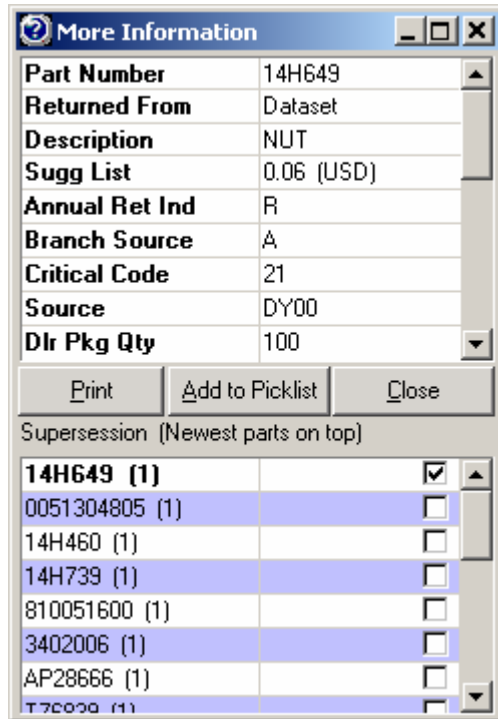 More Information
Part Number 14H649
Returned From Dataset
Description NUT
Sugg List 0.06 (USD)
Annual Ret Ind R
Branch Source A
Critical Code 21
Source DY00
Dlr Pkg Qty 100
Print Add to Picklist Close
Supersession (Newest parts on top)
14H649 (1)
0051304805 (1)
14H460 (1)
14H739 (1)
810051600 (1)
3402006 (1)
AP28666 (1)
T76839 (1)